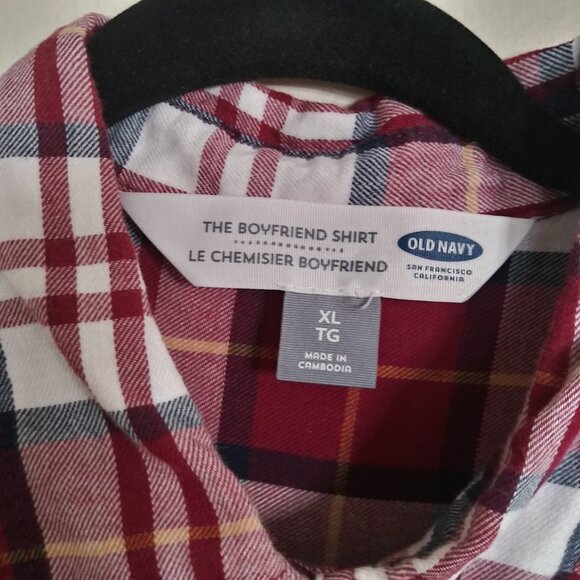 THE BOYFRIEND SHIRT
LE CHEMISIER BOYFRIEND
OLD NAVY
SAN FRANCISCO
CALIFORNIA
XL
TG
MADE IN
CAMBODIA